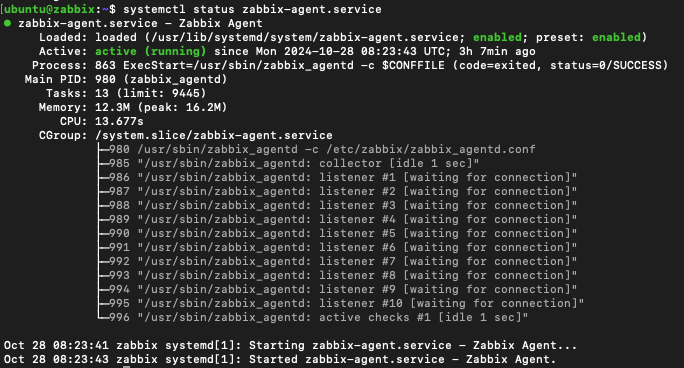 [ubuntu@zabbix:~$ systemctl status zabbix-agent.service
● zabbix-agent.service - Zabbix Agent
     Loaded: loaded (/usr/lib/systemd/system/zabbix-agent.service; enabled; preset: enabled)
     Active: active (running) since Mon 2024-10-28 08:23:43 UTC; 3h 7min ago
    Process: 863 ExecStart=/usr/sbin/zabbix_agentd -c $CONFFILE (code=exited, status=0/SUCCESS)
   Main PID: 980 (zabbix_agentd)
      Tasks: 13 (limit: 9445)
     Memory: 12.3M (peak: 16.2M)
        CPU: 13.677s
     CGroup: /system.slice/zabbix-agent.service
             ├─980 /usr/sbin/zabbix_agentd -c /etc/zabbix/zabbix_agentd.conf
             ├─985 "/usr/sbin/zabbix_agentd: collector [idle 1 sec]"
             ├─986 "/usr/sbin/zabbix_agentd: listener #1 [waiting for connection]"
             ├─987 "/usr/sbin/zabbix_agentd: listener #2 [waiting for connection]"
             ├─988 "/usr/sbin/zabbix_agentd: listener #3 [waiting for connection]"
             ├─989 "/usr/sbin/zabbix_agentd: listener #4 [waiting for connection]"
             ├─990 "/usr/sbin/zabbix_agentd: listener #5 [waiting for connection]"
             ├─991 "/usr/sbin/zabbix_agentd: listener #6 [waiting for connection]"
             ├─992 "/usr/sbin/zabbix_agentd: listener #7 [waiting for connection]"
             ├─993 "/usr/sbin/zabbix_agentd: listener #8 [waiting for connection]"
             ├─994 "/usr/sbin/zabbix_agentd: listener #9 [waiting for connection]"
             ├─995 "/usr/sbin/zabbix_agentd: listener #10 [waiting for connection]"
             └─996 "/usr/sbin/zabbix_agentd: active checks #1 [idle 1 sec]"
Oct 28 08:23:41 zabbix systemd[1]: Starting zabbix-agent.service - Zabbix Agent...
Oct 28 08:23:43 zabbix systemd[1]: Started zabbix-agent.service - Zabbix Agent.